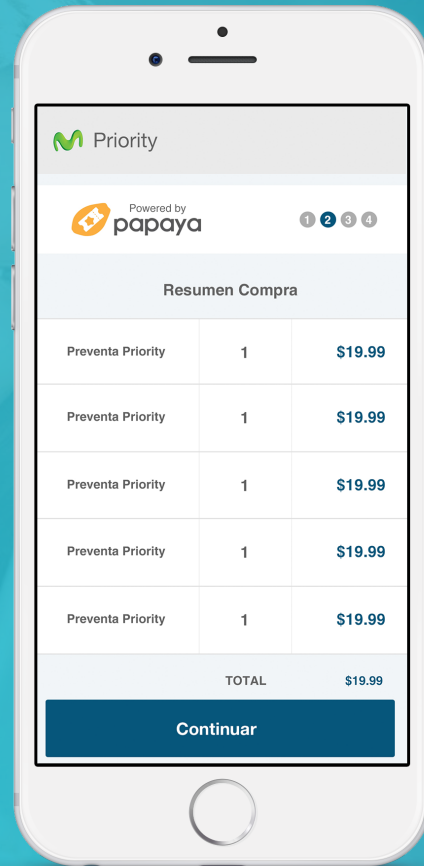 Priority
Powered by
papaya
1 2 3 4
Resumen Compra
Preventa Priority 1 $19.99
Preventa Priority 1 $19.99
Preventa Priority 1 $19.99
Preventa Priority 1 $19.99
Preventa Priority 1 $19.99
TOTAL $19.99
Continuar